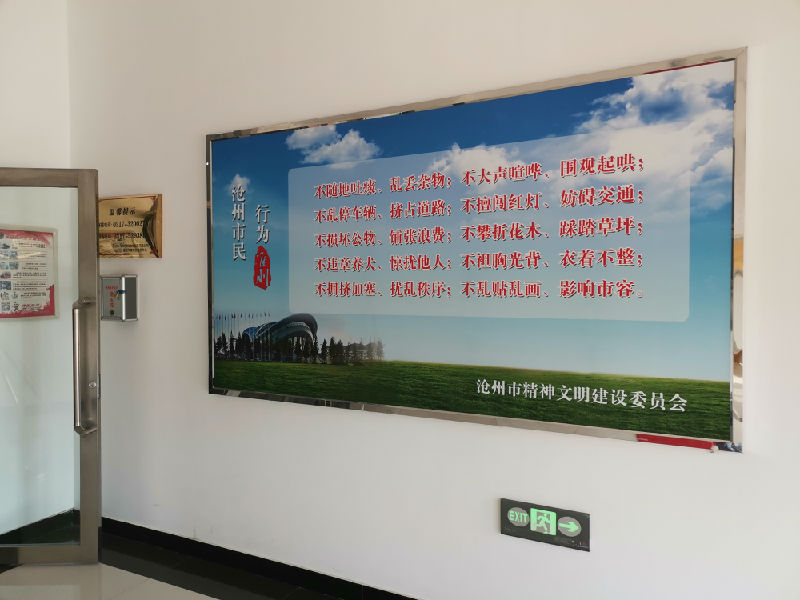 沧州市民
行为
不随地吐痰、乱丢杂物；不大声喧哗、围观起哄；
不乱停车辆、挤占道路；不擅闯红灯、妨碍交通；
不损坏公物、铺张浪费；不攀折花木、踩踏草坪；
不违章养犬、惊扰他人；不袒胸光背、衣着不整；
不拥挤加塞、扰乱秩序；不乱贴乱画、影响市容。
沧州市精神文明建设委员会
温馨提示
EXIT